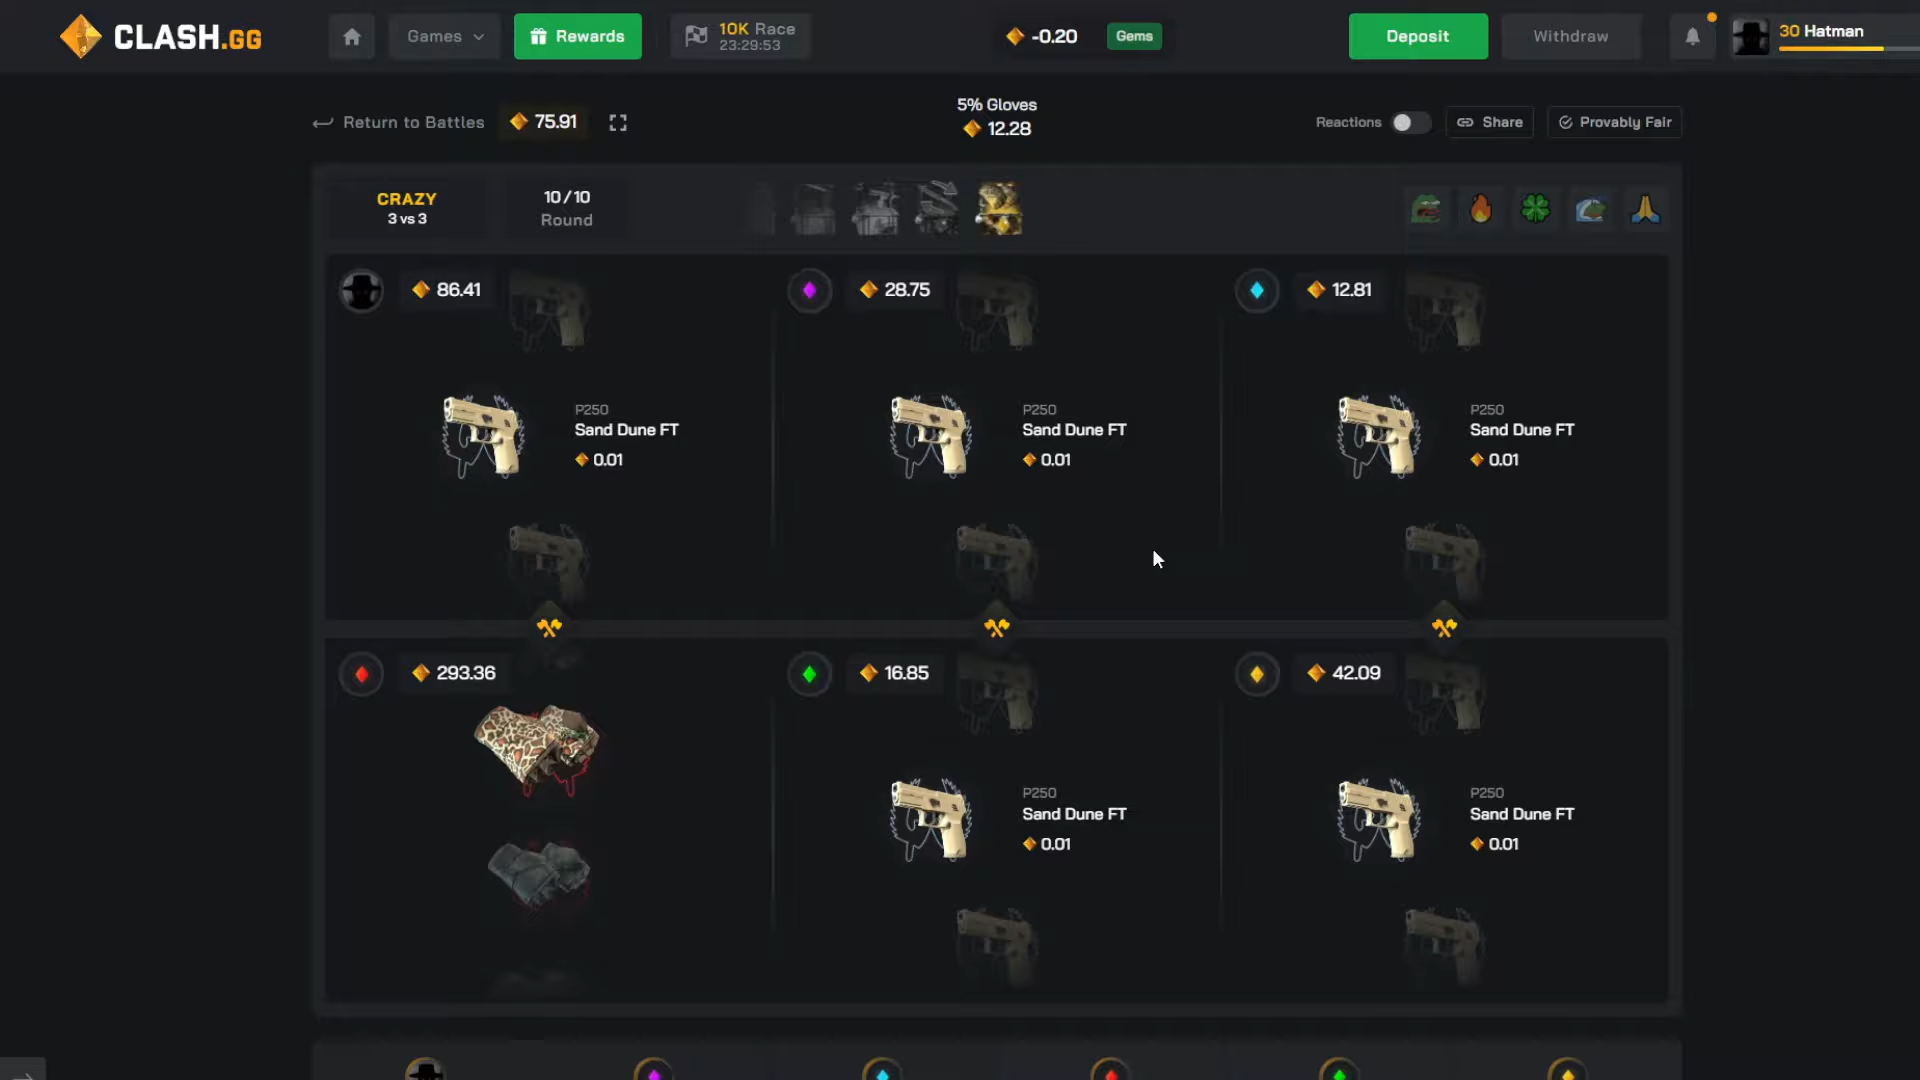 CLASH.GG
Games
Rewards
10K Race
23:29:53
-0.20
Gems
Deposit
Withdraw
30 Hatman
Return to Battles
75.91
5% Gloves
12.28
Reactions
Share
Provably Fair
CRAZY
3 vs 3
10/10
Round
86.41
28.75
12.81
P250
Sand Dune FT
0.01
P250
Sand Dune FT
0.01
P250
Sand Dune FT
0.01
293.36
16.85
42.09
P250
Sand Dune FT
0.01
P250
Sand Dune FT
0.01